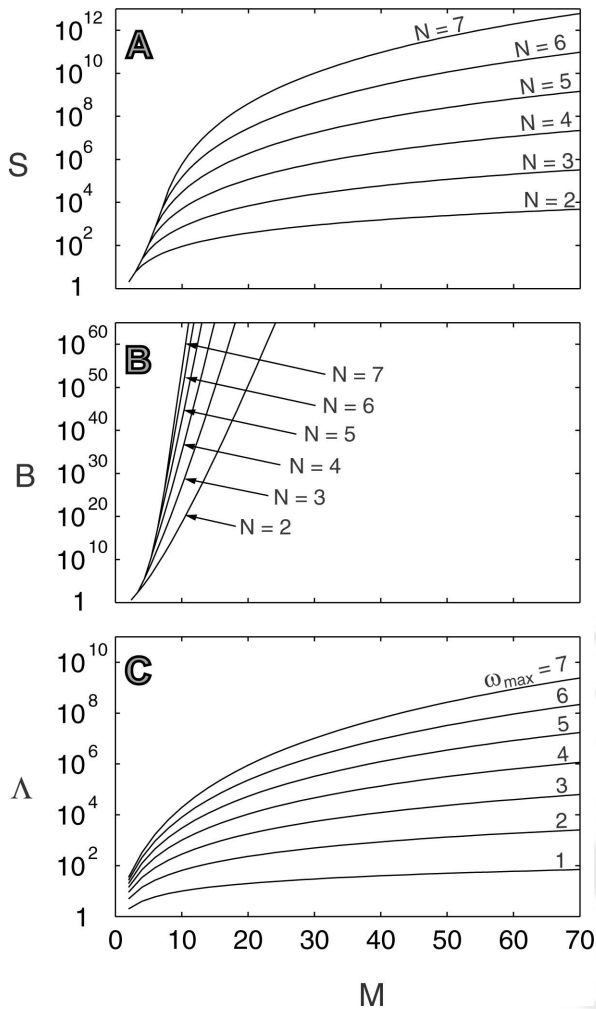 A
10^12
10^10
10^8
10^6
10^4
10^2
1
S
N = 7
N = 6
N = 5
N = 4
N = 3
N = 2
B
10^60
10^50
10^40
10^30
10^20
10^10
1
B
N = 7
N = 6
N = 5
N = 4
N = 3
N = 2
C
10^10
10^8
10^6
10^4
10^2
1
Λ
ω_max = 7
6
5
4
3
2
1
0 10 20 30 40 50 60 70
M